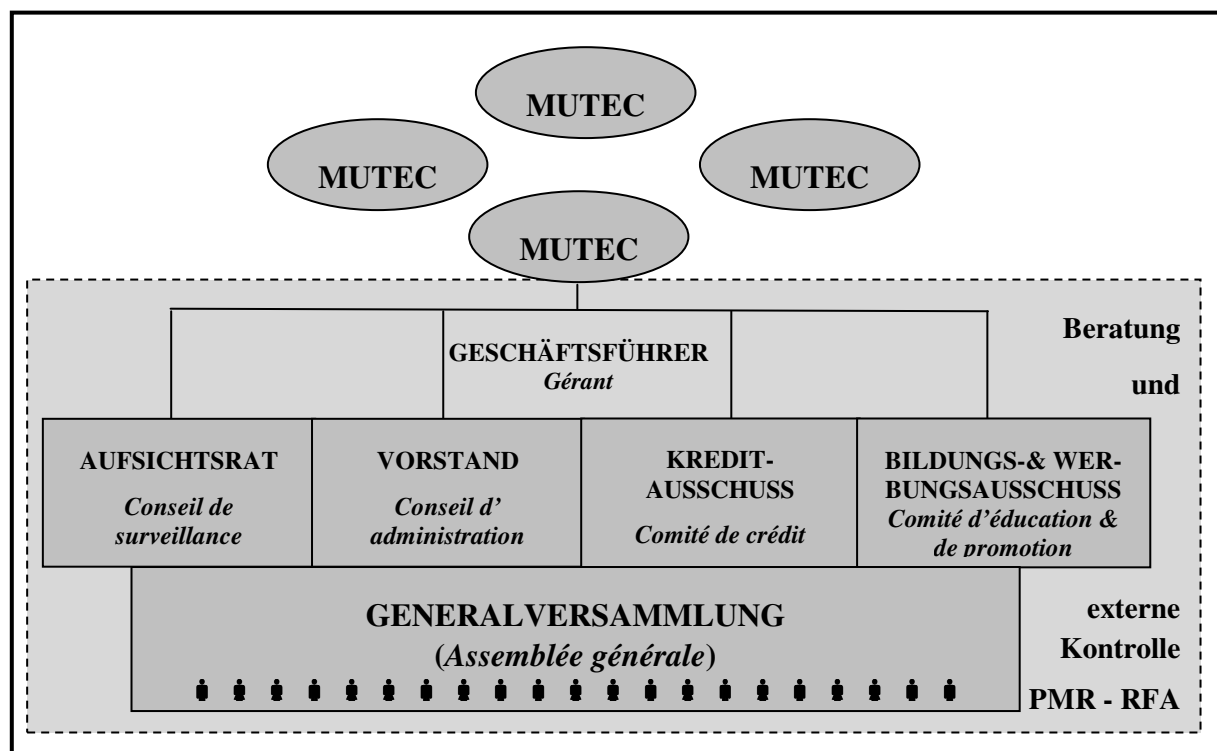 MUTEC
MUTEC
MUTEC
MUTEC
GESCHÄFTSFÜHRER
Gérant
Beratung
und
AUFSICHTSRAT
Conseil de
surveillance
VORSTAND
Conseil d’
administration
KREDIT-
AUSSCHUSS
Comité de crédit
BILDUNGS-& WER-
BUNGSAUSSCHUSS
Comité d’éducation &
de promotion
GENERALVERSAMMLUNG
(Assemblée générale)
externe
Kontrolle
PMR - RFA